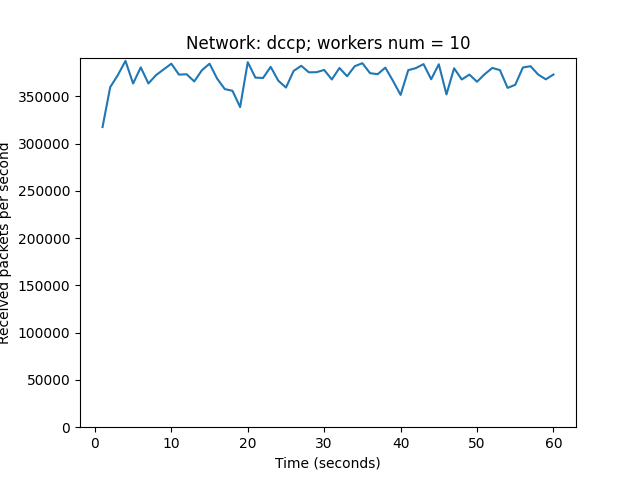 Network: dccp; workers num = 10
Received packets per second
350000
300000
250000
200000
150000
100000
50000
0
0 10 20 30 40 50 60
Time (seconds)